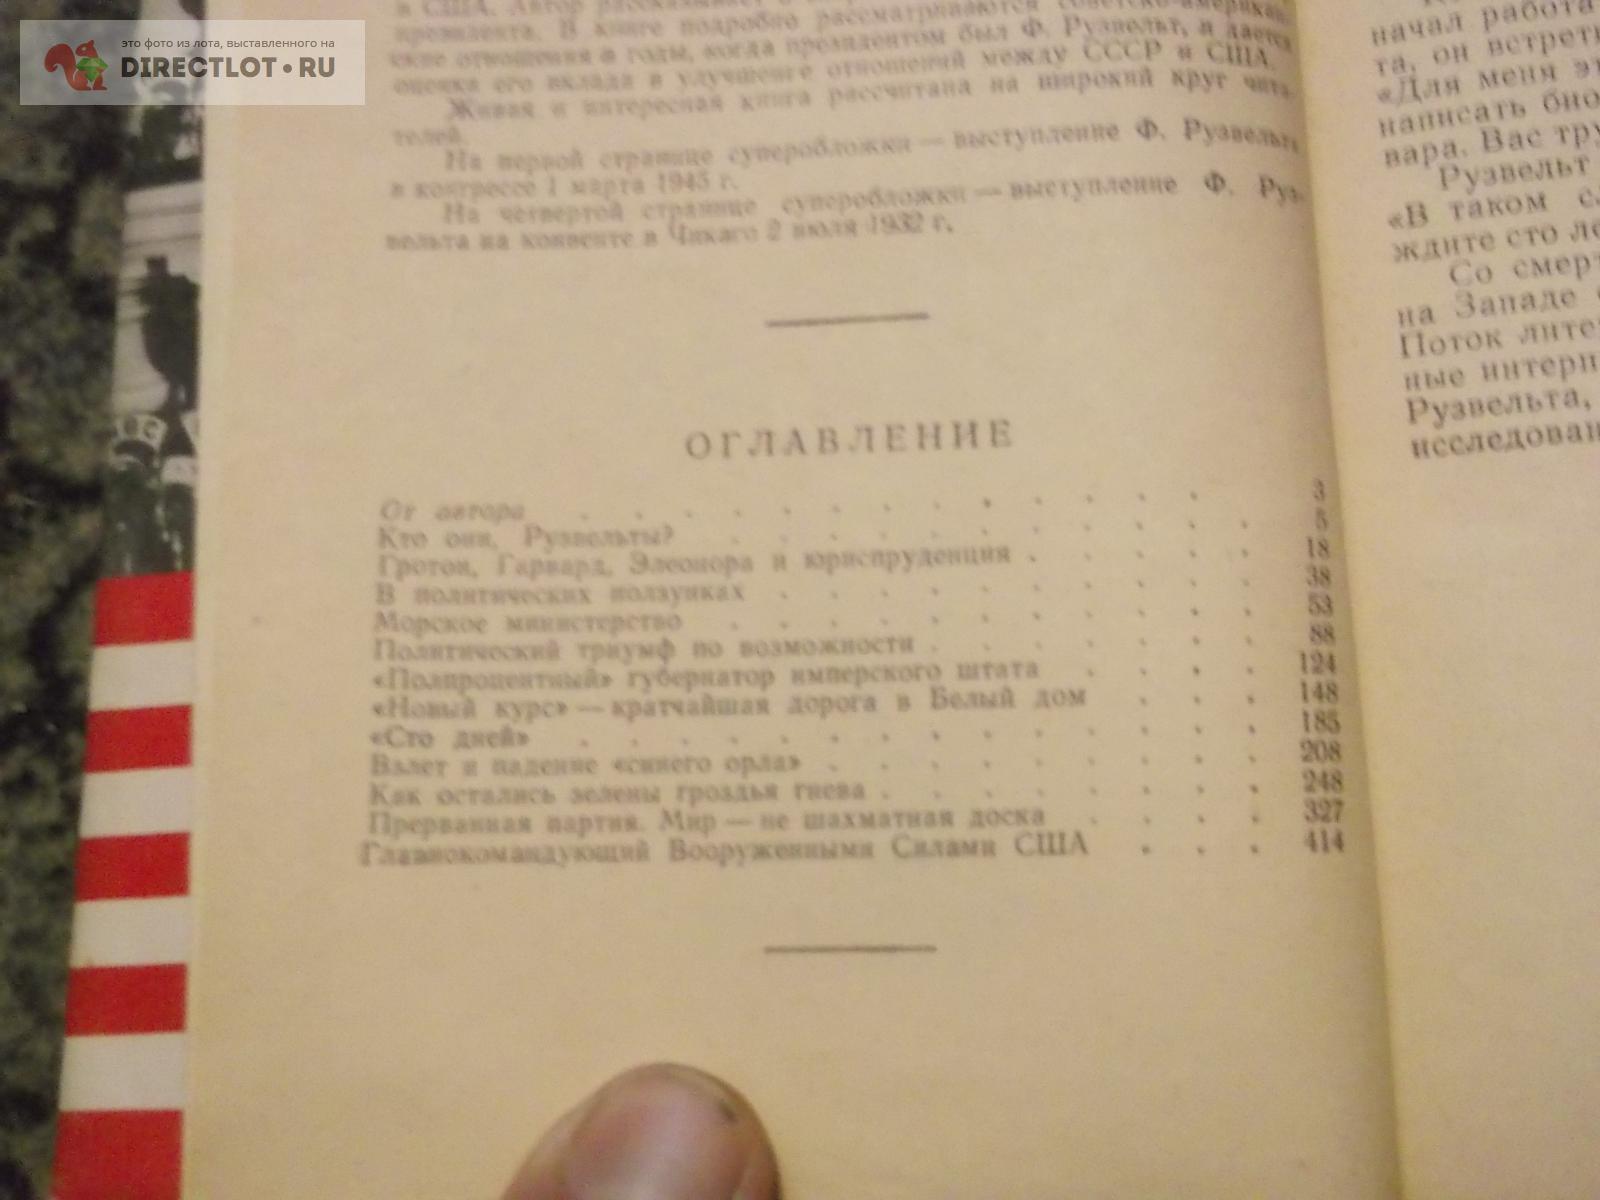 это фото из лота, выставленного на
DIRECTLOT.RU
в США. Автор рассказывает о
президента. В книге подробно рассматриваются советско-американ-
ские отношения в годы, когда президентом был Ф. Рузвельт, и дается
оценка его вклада в улучшение отношений между СССР и США.
Живая и интересная книга рассчитана на широкий круг чита-
телей.
На первой странице суперобложки — выступление Ф. Рузвельта
в конгрессе 1 марта 1945 г.
На четвертой странице суперобложки — выступление Ф. Руз-
вельта на конвенте в Чикаго 2 июля 1932 г.
ОГЛАВЛЕНИЕ
От автора . . . . . . . . . . . . . 3
Кто они, Рузвельты? . . . . . . . . . . . 5
Гротон, Гарвард, Элеонора и юриспруденция . . . . . 18
В политических ползунках . . . . . . . . . . 38
Морское министерство . . . . . . . . . . . 53
Политический триумф по возможности . . . . . . . 88
«Полпроцентный» губернатор имперского штата . . . . 124
«Новый курс» — кратчайшая дорога в Белый дом . . . 148
«Сто дней» . . . . . . . . . . . . . . 185
Взлет и падение «синего орла» . . . . . . . . . 208
Как остались зелены гроздья гнева . . . . . . . . 248
Прерванная партия. Мир — не шахматная доска . . . . 327
Главнокомандующий Вооруженными Силами США . . . 414
начал работа
та, он встрети
«Для меня эт
написать био
вара. Вас тру
Рузвельт
«В таком сл
ждите сто ле
Со смерт
на Западе
Поток лите
ные интерн
Рузвельта,
исследован